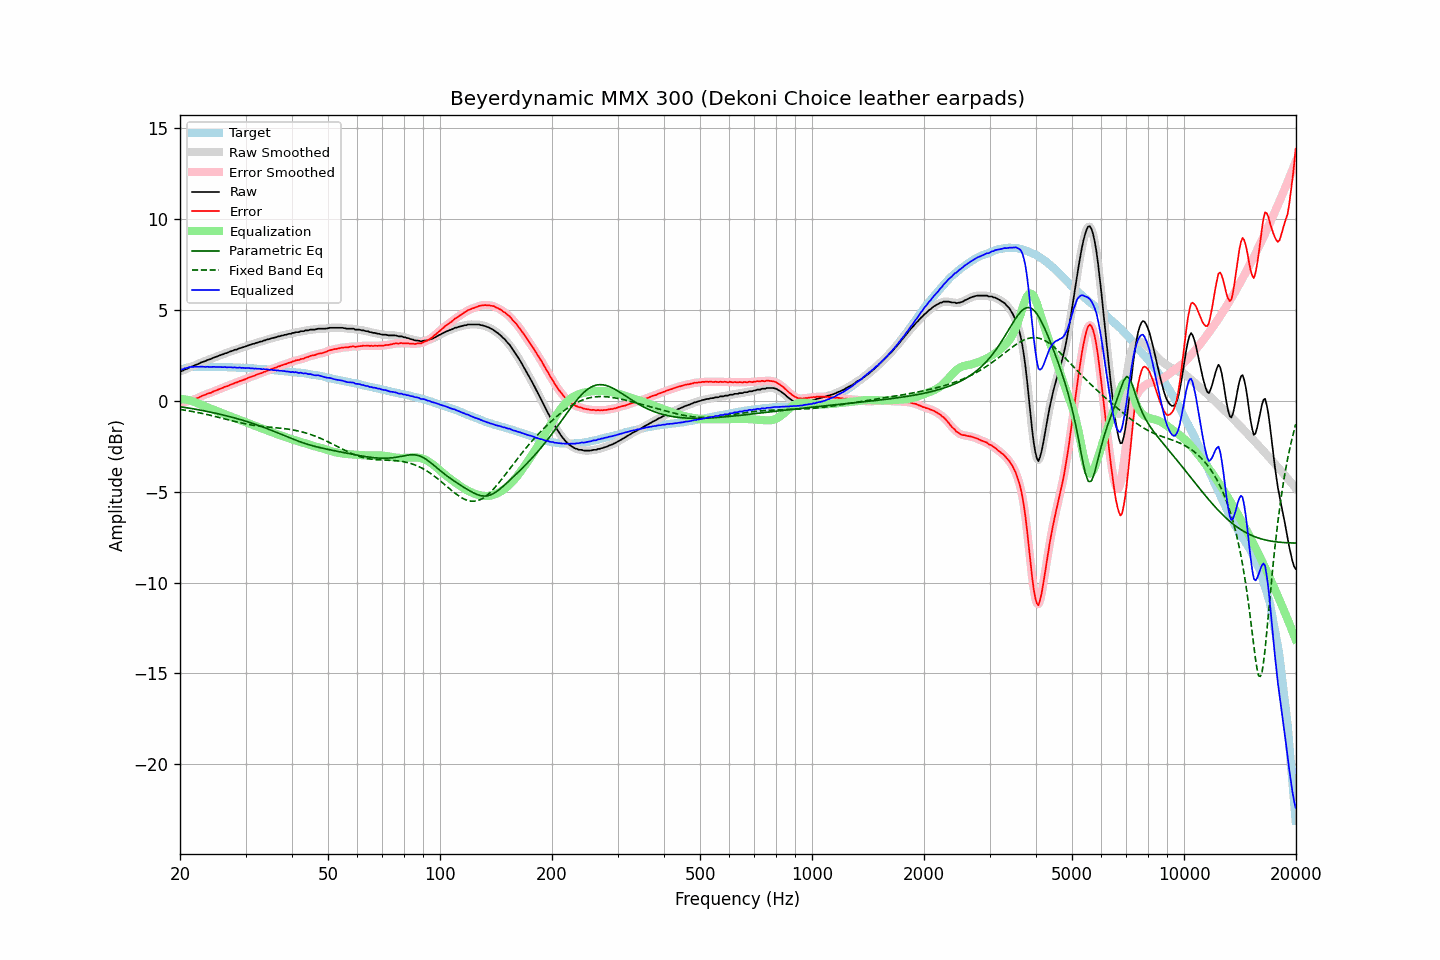 Beyerdynamic MMX 300 (Dekoni Choice leather earpads)
Target
Raw Smoothed
Error Smoothed
Raw
Error
Equalization
Parametric Eq
Fixed Band Eq
Equalized
15
10
5
0
−5
−10
−15
−20
Amplitude (dBr)
20 50 100 200 500 1000 2000 5000 10000 20000
Frequency (Hz)